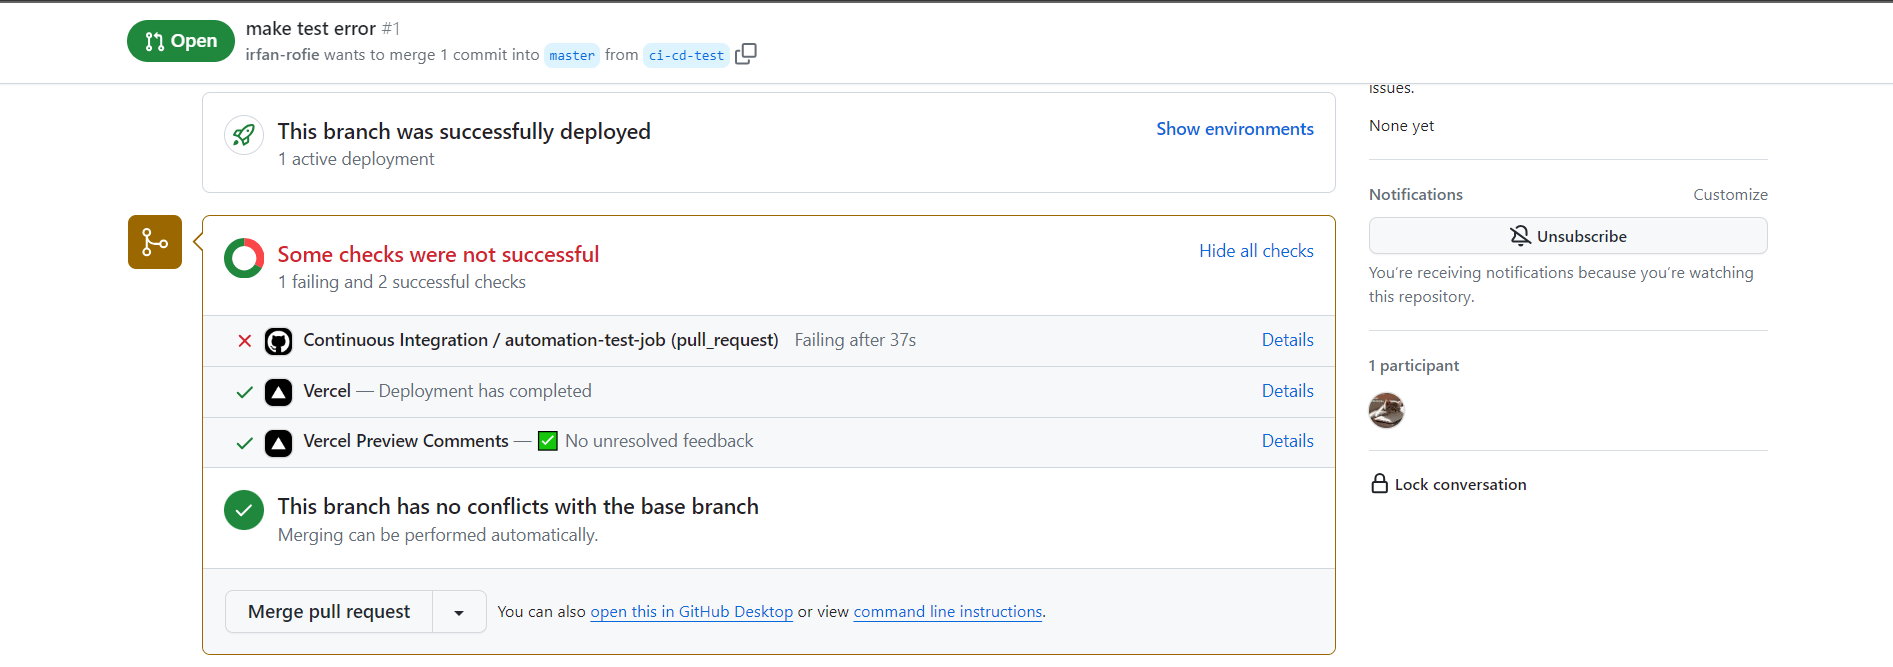 Open
make test error #1
irfan-rofie wants to merge 1 commit into master from ci-cd-test
This branch was successfully deployed
1 active deployment
Show environments
Some checks were not successful
1 failing and 2 successful checks
Hide all checks
Continuous Integration / automation-test-job (pull_request) Failing after 37s Details
Vercel — Deployment has completed Details
Vercel Preview Comments — ✅ No unresolved feedback Details
This branch has no conflicts with the base branch
Merging can be performed automatically.
Merge pull request
You can also open this in GitHub Desktop or view command line instructions.
issues.
None yet
Notifications Customize
Unsubscribe
You're receiving notifications because you're watching
this repository.
1 participant
Lock conversation